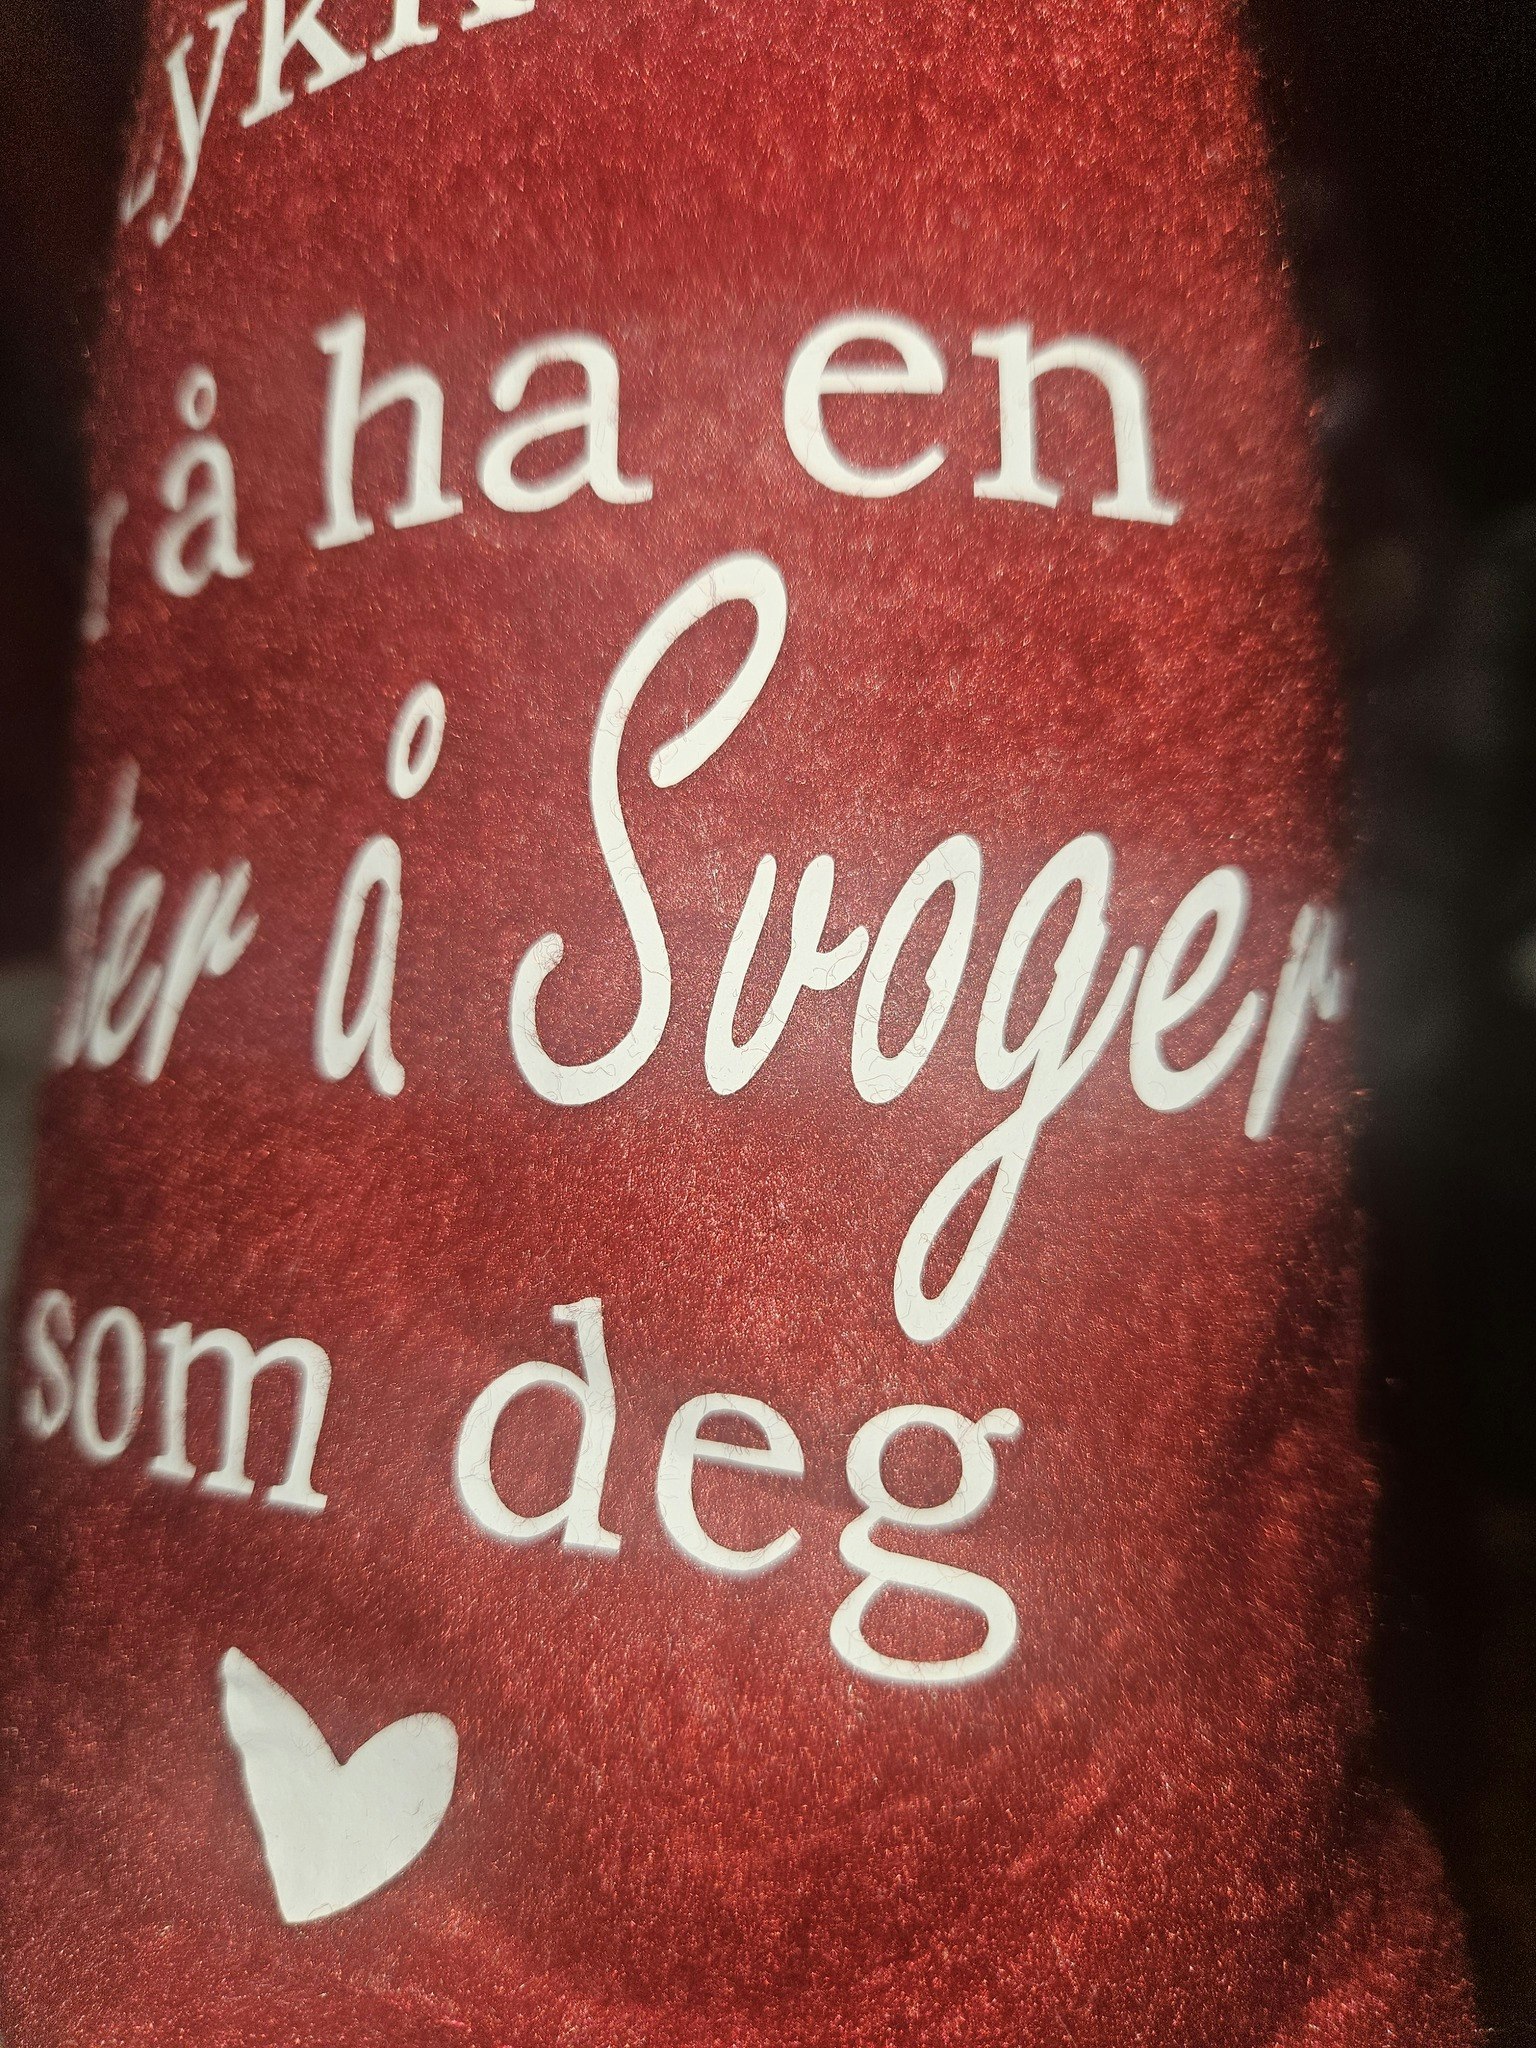 å ha en
å Svoger
som deg